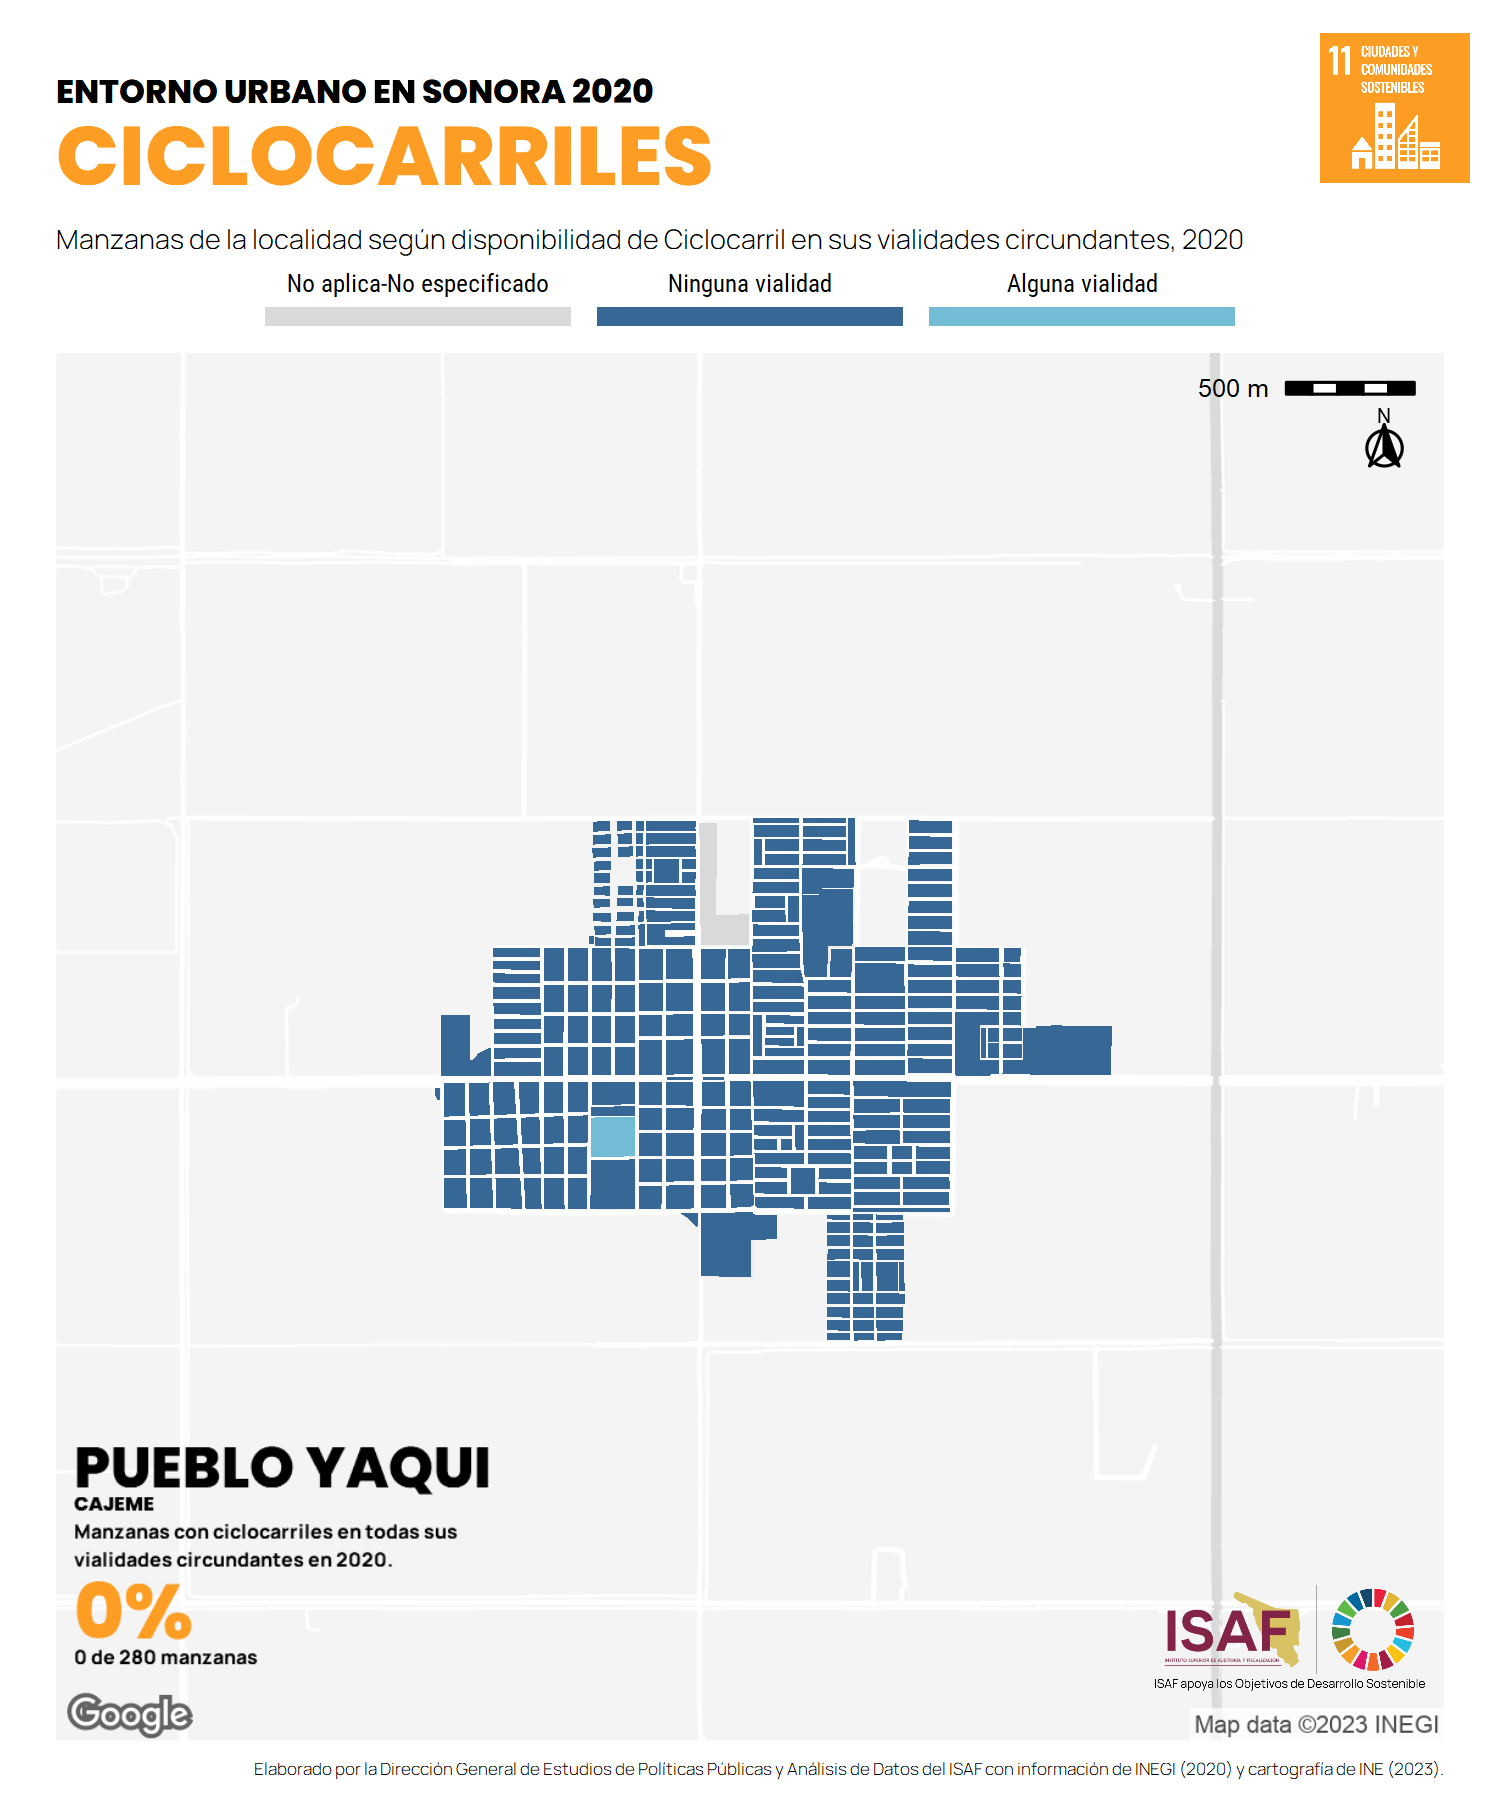 ENTORNO URBANO EN SONORA 2020
CICLOCARRILES
11 CIUDADES Y
COMUNIDADES
SOSTENIBLES
Manzanas de la localidad según disponibilidad de Ciclocarril en sus vialidades circundantes, 2020
No aplica-No especificado
Ninguna vialidad
Alguna vialidad
500 m
N
PUEBLO YAQUI
CAJEME
Manzanas con ciclocarriles en todas sus
vialidades circundantes en 2020.
0%
0 de 280 manzanas
Google
ISAF
INSTITUTO SUPERIOR DE AUDITORÍA Y FISCALIZACIÓN
ISAF apoya los Objetivos de Desarrollo Sostenible
Map data ©2023 INEGI
Elaborado por la Dirección General de Estudios de Políticas Públicas y Análisis de Datos del ISAF con información de INEGI (2020) y cartografía de INE (2023).